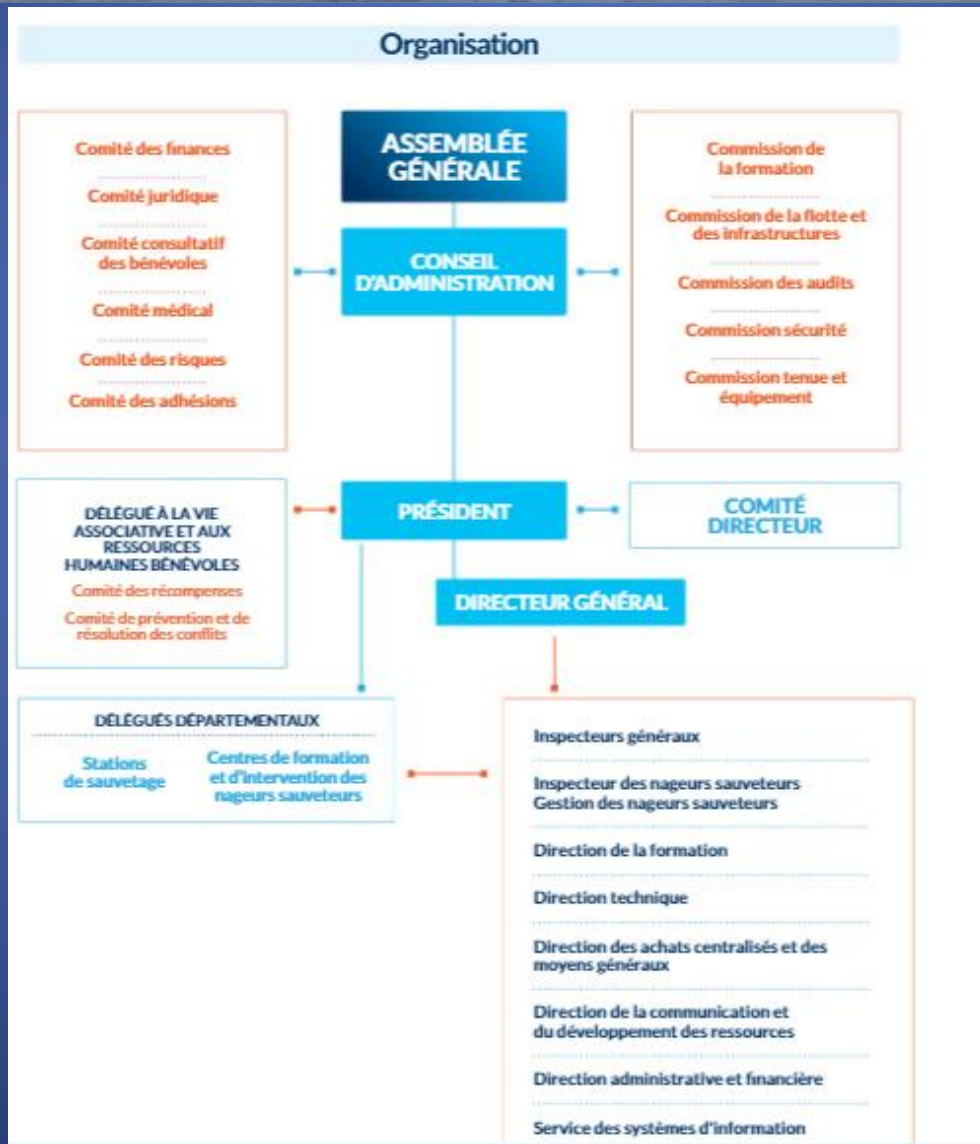 Organisation
Comité des finances
Comité juridique
Comité consultatif
des bénévoles
Comité médical
Comité des risques
Comité des adhésions
ASSEMBLÉE
GÉNÉRALE
CONSEIL
D'ADMINISTRATION
Commission de
la formation
Commission de la flotte et
des infrastructures
Commission des audits
Commission sécurité
Commission tenue et
équipement
DÉLÉGUÉ À LA VIE
ASSOCIATIVE ET AUX
RESSOURCES
HUMAINES BÉNÉVOLES
Comité des récompenses
Comité de prévention et de
résolution des conflits
PRÉSIDENT
COMITÉ
DIRECTEUR
DIRECTEUR GÉNÉRAL
DÉLÉGUÉS DÉPARTEMENTAUX
Stations
de sauvetage
Centres de formation
et d'intervention des
nageurs sauveteurs
Inspecteurs généraux
Inspecteur des nageurs sauveteurs
Gestion des nageurs sauveteurs
Direction de la formation
Direction technique
Direction des achats centralisés et des
moyens généraux
Direction de la communication et
du développement des ressources
Direction administrative et financière
Service des systèmes d'information